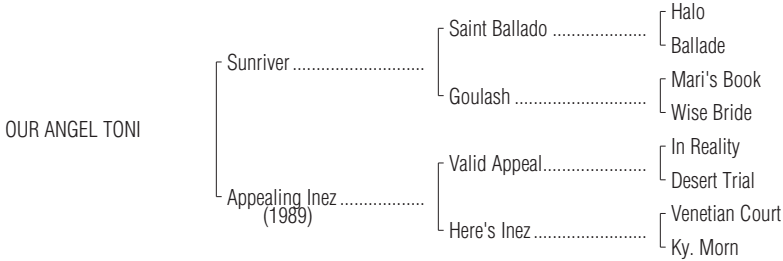 Halo
Saint Ballado ....................
Ballade
Sunriver ............................
Mari's Book
Goulash ............................
Wise Bride
OUR ANGEL TONI
In Reality
Valid Appeal......................
Desert Trial
Appealing Inez ..................
(1989)
Venetian Court
Here's Inez ........................
Ky. Morn